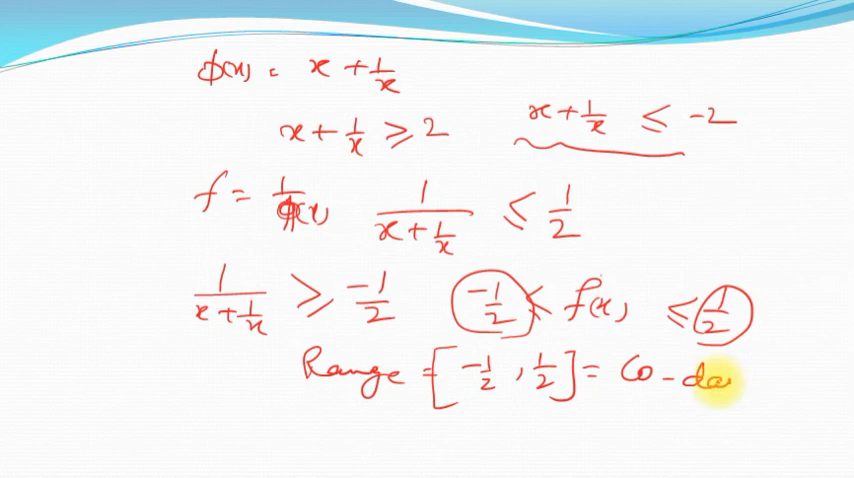 ϕ(x) = x + 1/x
x + 1/x ≥ 2 x + 1/x ≤ -2
f = 1/ϕ(x) 1/(x + 1/x) ≤ 1/2
1/(x + 1/x) ≥ -1/2 -1/2 ≤ f(x) ≤ 1/2
Range = [-1/2, 1/2] = Co-do